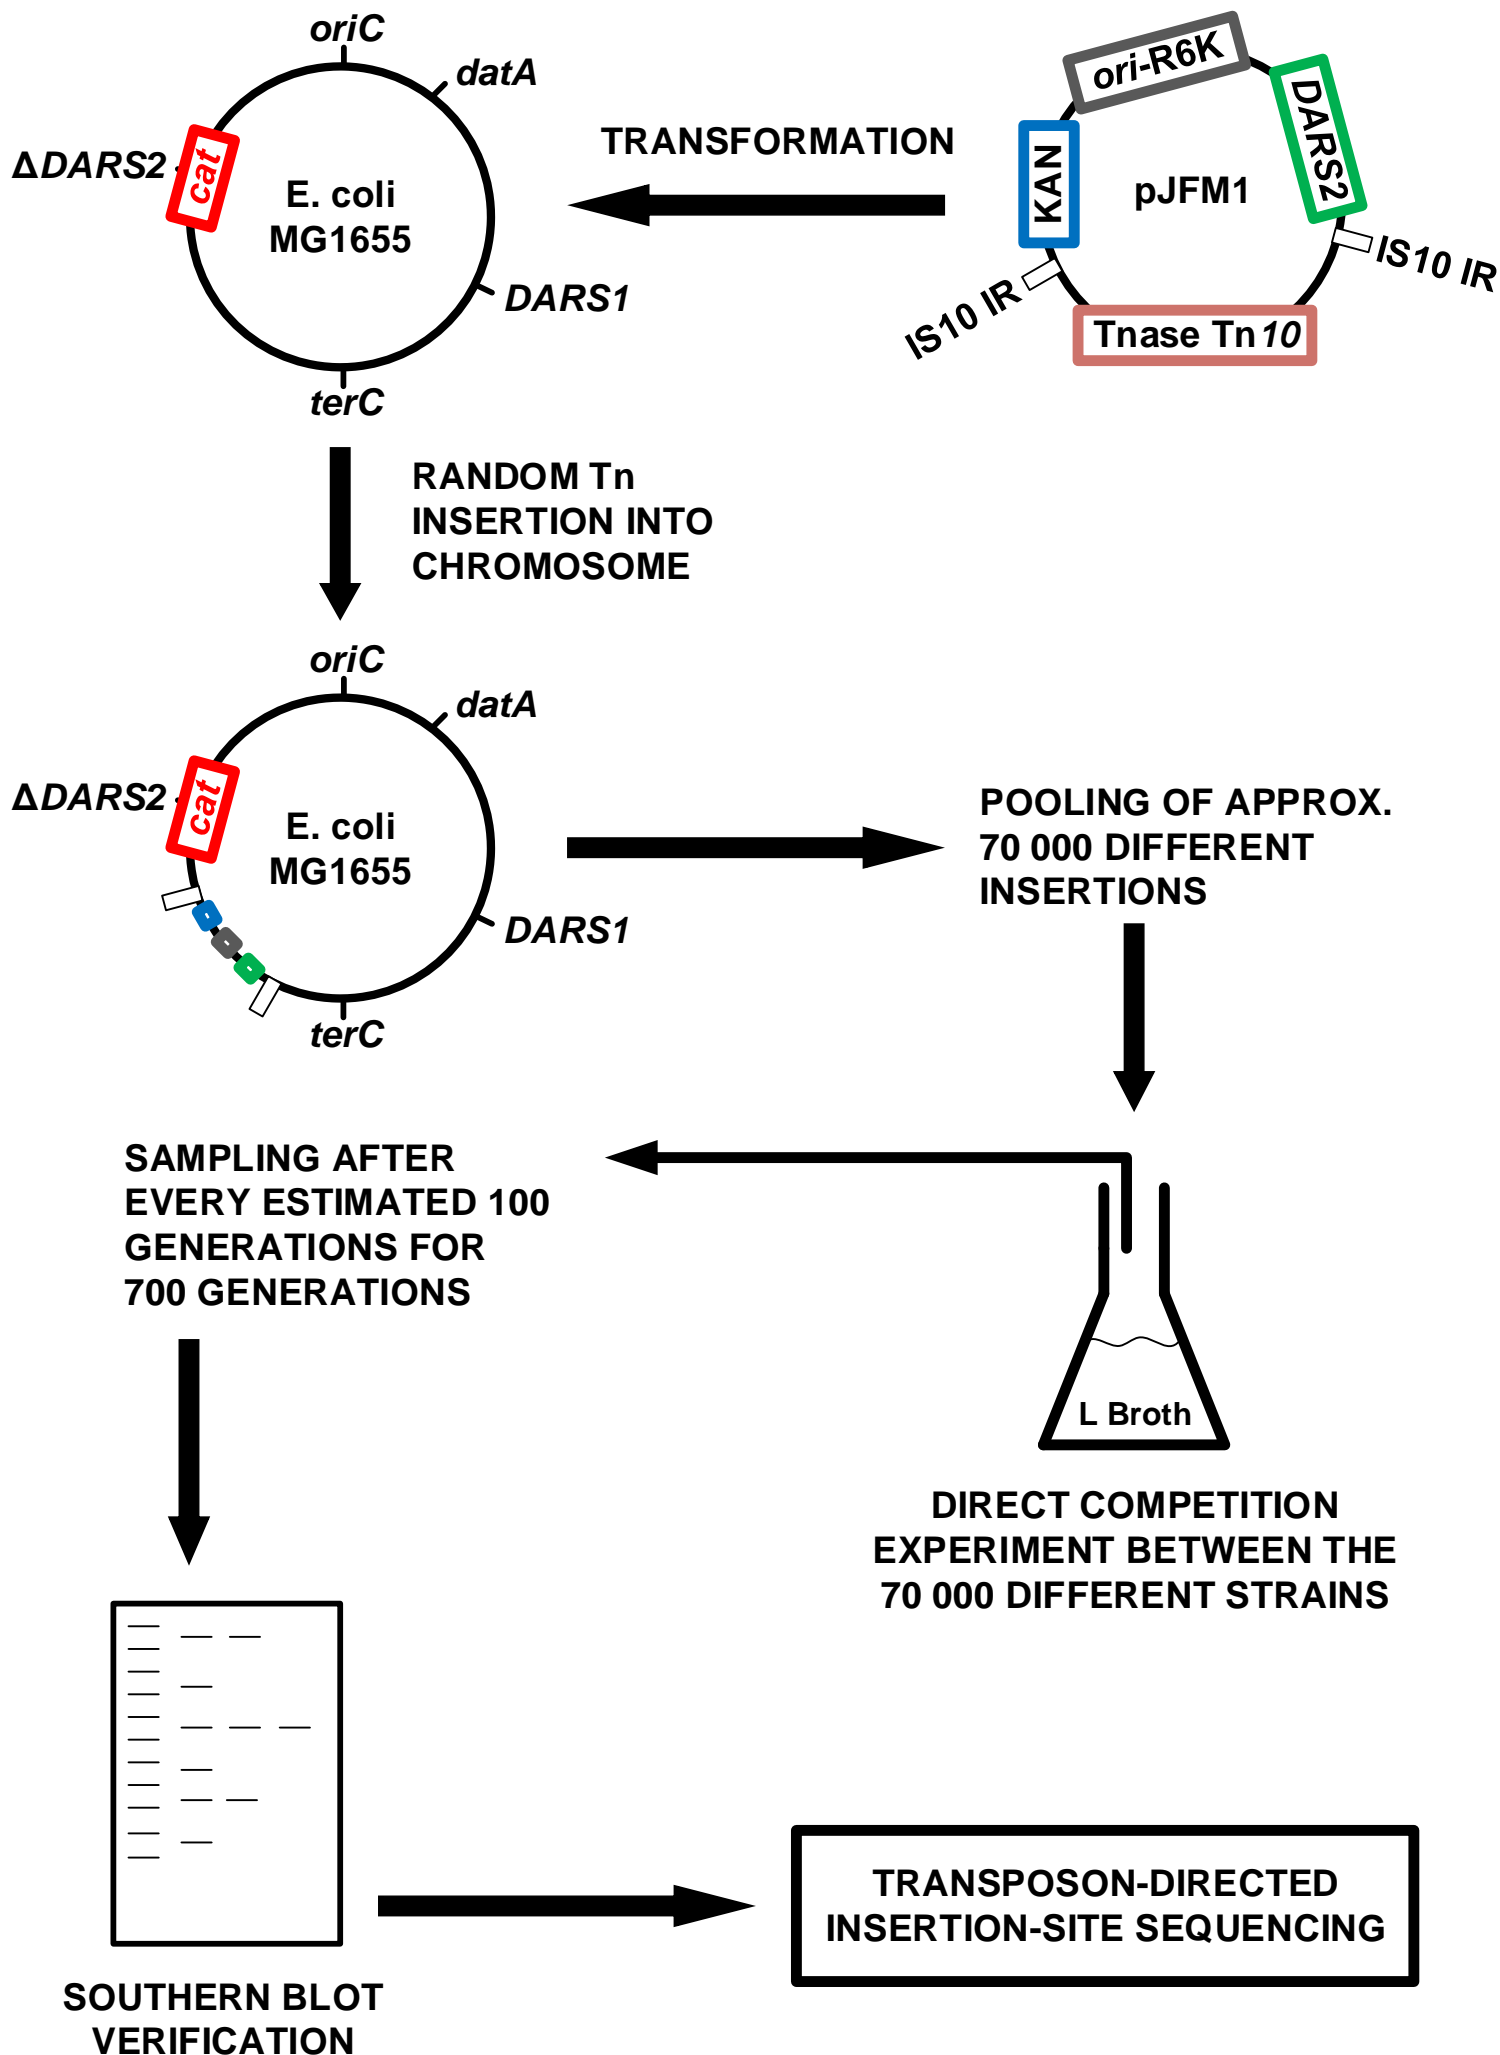 oriC
datA
ΔDARS2
cat
E. coli
MG1655
DARS1
terC
TRANSFORMATION
ori-R6K
DARS2
KAN
pJFM1
IS10 IR
IS10 IR
Tnase Tn10
RANDOM Tn
INSERTION INTO
CHROMOSOME
oriC
datA
ΔDARS2
cat
E. coli
MG1655
DARS1
terC
POOLING OF APPROX.
70 000 DIFFERENT
INSERTIONS
SAMPLING AFTER
EVERY ESTIMATED 100
GENERATIONS FOR
700 GENERATIONS
L Broth
DIRECT COMPETITION
EXPERIMENT BETWEEN THE
70 000 DIFFERENT STRAINS
SOUTHERN BLOT
VERIFICATION
TRANSPOSON-DIRECTED
INSERTION-SITE SEQUENCING